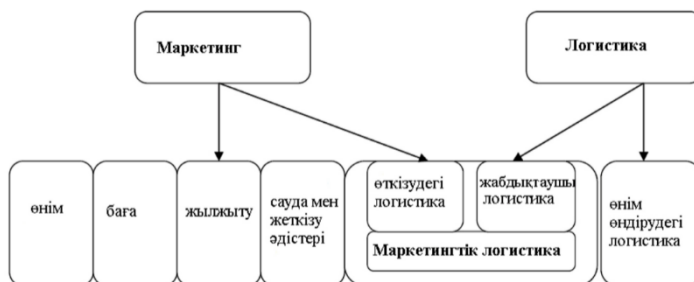 Маркетинг
Логистика
өнім
баға
жылжыту
сауда мен
жеткізу
әдістері
өткізудегі
логистика
жабдықтаушы
логистика
Маркетингтік логистика
өнім
өндірудегі
логистика